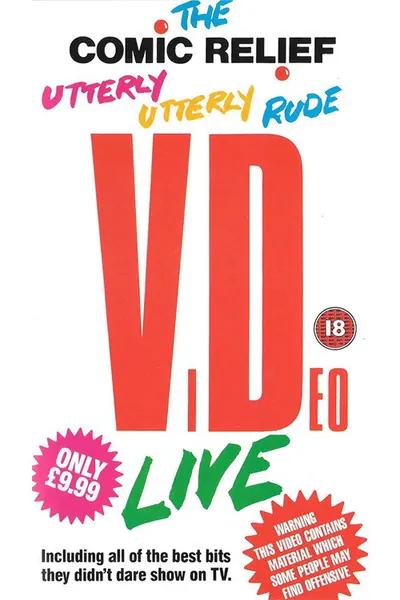 THE
COMIC RELIEF
UTTERLY
UTTERLY RUDE
ViDEO
18
LIVE
ONLY
£9.99
WARNING
THIS VIDEO CONTAINS
MATERIAL WHICH
SOME PEOPLE MAY
FIND OFFENSIVE
Including all of the best bits
they didn't dare show on TV.